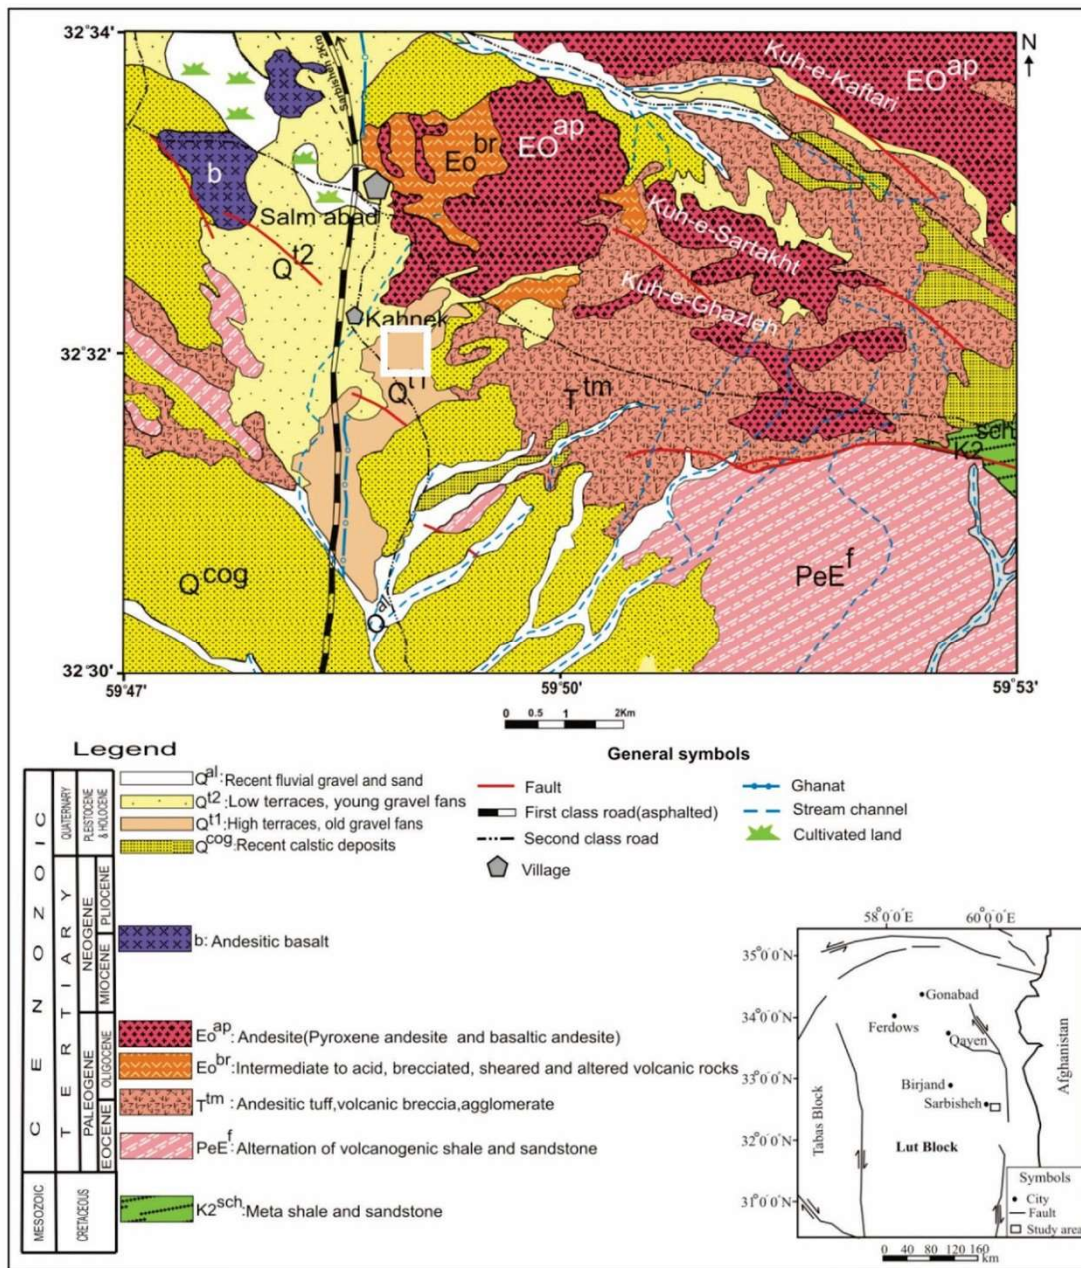 32°34'
N
Sarbisheh 2Km
Kuh-e-Kaftari
EO^ap
EO^ap
Eo^br
b
Salm abad
Kuh-e-Sartakht
Q^t2
Kuh-e-Ghazleh
Kahnek
32°32'
Q^t1
T^tm
K2^sch
Q^cog
PeE^f
Q^al
32°30'
59°47'
59°50'
59°53'
0 0.5 1 2Km
Legend
Q^al:Recent fluvial gravel and sand
Q^t2:Low terraces, young gravel fans
Q^t1:High terraces, old gravel fans
Q^cog:Recent calstic deposits
b: Andesitic basalt
Eo^ap: Andesite(Pyroxene andesite and basaltic andesite)
Eo^br:Intermediate to acid, brecciated, sheared and altered volcanic rocks
T^tm: Andesitic tuff,volcanic breccia,agglomerate
PeE^f: Alternation of volcanogenic shale and sandstone
K2^sch:Meta shale and sandstone
CENOZOIC
MESOZOIC
TERTIARY
QUATERNARY
CRETACEOUS
NEOGENE
PALEOGENE
PLEISTOCENE
& HOLOCENE
PLIOCENE
MIOCENE
OLIGOCENE
EOCENE
General symbols
Fault
First class road(asphalted)
Second class road
Village
Ghanat
Stream channel
Cultivated land
58°0'0"E
60°0'0"E
35°0'0"N
34°0'0"N
33°0'0"N
32°0'0"N
31°0'0"N
Gonabad
Ferdows
Qayen
Birjand
Sarbisheh
Afghanistan
Tabas Block
Lut Block
Symbols
City
Fault
Study area
0 40 80 120 160
km